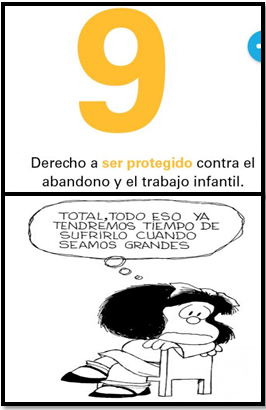 9
Derecho a ser protegido contra el
abandono y el trabajo infantil.
TOTAL, TODO ESO YA
TENDREMOS TIEMPO DE
SUFRIRLO CUANDO
SEAMOS GRANDES